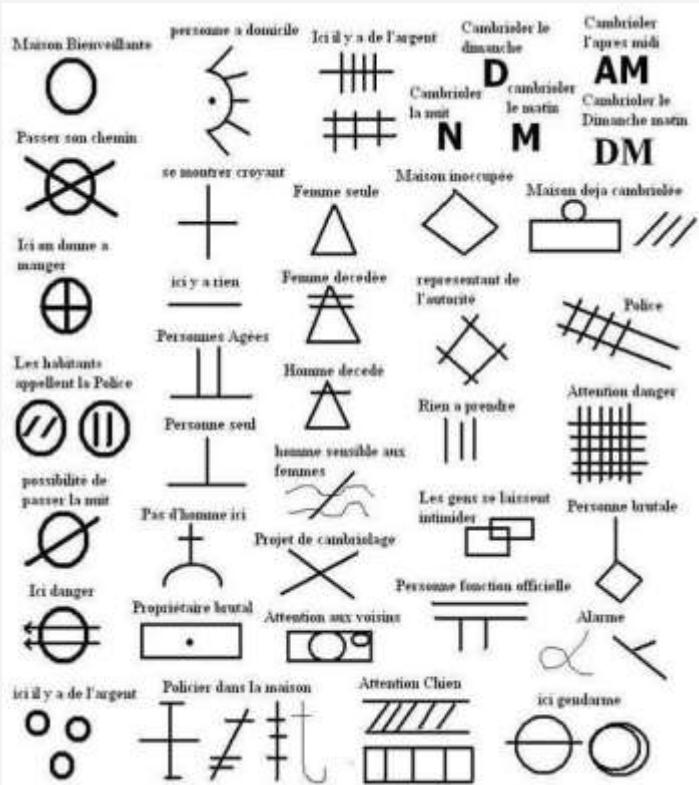 Maison Bienveillante
personne a domicile
Ici il y a de l'argent
Cambrioler le
dimanche
D
Cambrioler
l'apres midi
AM
Cambrioler
la nuit
N
cambrioler
le matin
M
Cambrioler le
Dimanche matin
DM
Passer son chemin
se montrer croyant
Femme seule
Maison inoccupée
Maison deja cambriolée
Ici on donne a
manger
ici y a rien
Femme decedée
representant de
l'autorité
Police
Les habitants
appellent la Police
Personnes Agées
Homme decedé
Rien a prendre
Attention danger
Personne seul
homme sensible aux
femmes
possibilité de
passer la nuit
Pas d'homme ici
Projet de cambriolage
Les gens se laissent
intimider
Personne brutale
Ici danger
Propriétaire brutal
Attention aux voisins
Personne fonction officielle
Alarme
ici il y a de l'argent
Policier dans la maison
Attention Chien
ici gendarme